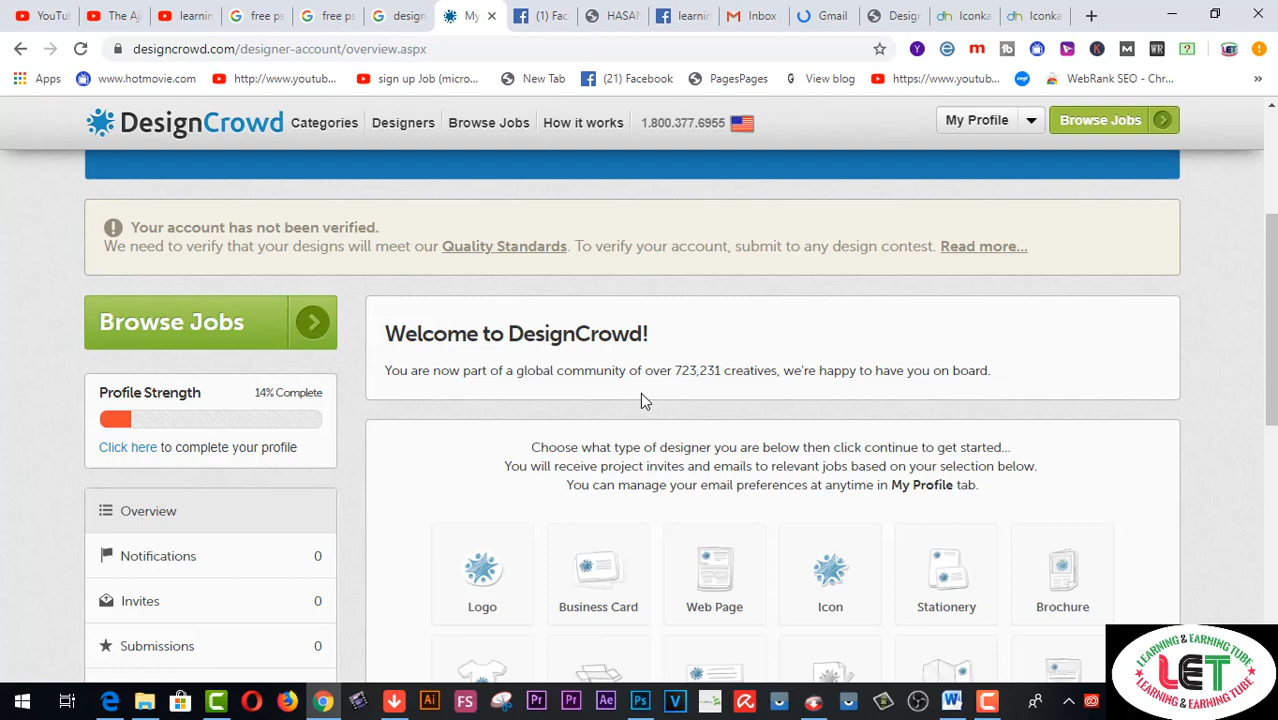 YouTu
The Aj
learnin
free ps
free ps
design
My
(1) Fac
HASAN
learnin
Inbox
Gmail
Design
Iconka
Iconka
designcrowd.com/designer-account/overview.aspx
Apps
www.hotmovie.com
http://www.youtub...
sign up Job (micro...
New Tab
(21) Facebook
PagesPages
View blog
https://www.youtub...
WebRank SEO - Chr...
DesignCrowd
Categories
Designers
Browse Jobs
How it works
1.800.377.6955
My Profile
Browse Jobs
Your account has not been verified.
We need to verify that your designs will meet our Quality Standards. To verify your account, submit to any design contest. Read more...
Browse Jobs
Welcome to DesignCrowd!
You are now part of a global community of over 723,231 creatives, we're happy to have you on board.
Profile Strength 14% Complete
Click here to complete your profile
Choose what type of designer you are below then click continue to get started...
You will receive project invites and emails to relevant jobs based on your selection below.
You can manage your email preferences at anytime in My Profile tab.
Overview
Notifications 0
Invites 0
Submissions 0
Logo
Business Card
Web Page
Icon
Stationery
Brochure
LEARNING & EARNING TUBE
LET
LEARNING & EARNING TUBE